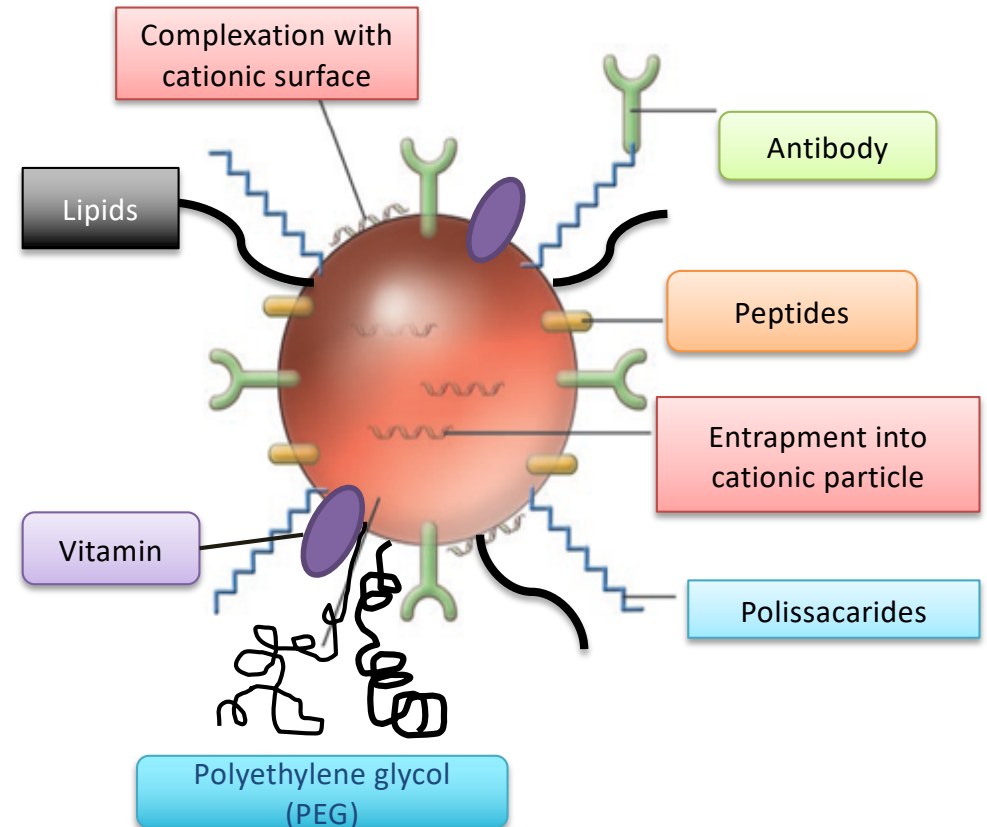 Complexation with
cationic surface
Antibody
Lipids
Peptides
Entrapment into
cationic particle
Vitamin
Polissacarides
Polyethylene glycol
(PEG)